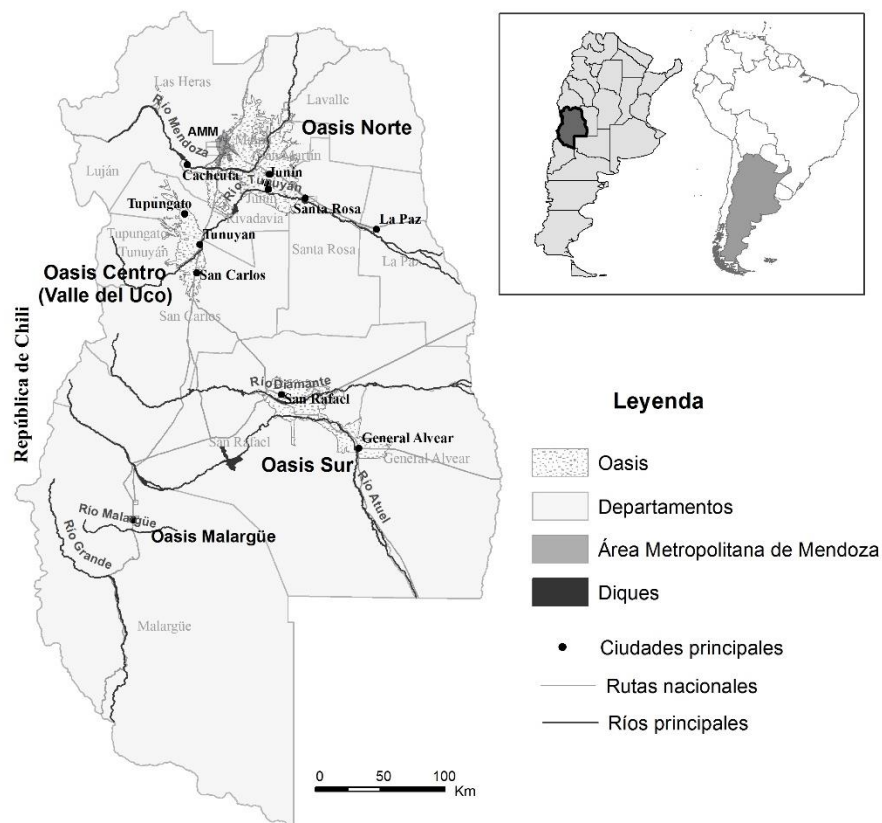 Las Heras
Lavalle
Río Mendoza
AMM
Oasis Norte
Luján
Cacheuta
Junín
Río Tunuyán
Junín
Tupungato
Rivadavia
Santa Rosa
La Paz
Tupungato
Tunuyán
Tunuyan
Santa Rosa
La Paz
Oasis Centro
(Valle del Uco)
San Carlos
San Carlos
República de Chili
Río Diamante
San Rafael
General Alvear
San Rafael
General Alvear
Oasis Sur
Río Atuel
Río Malargüe
Oasis Malargüe
Río Grande
Malargüe
0 50 100
Km
Leyenda
Oasis
Departamentos
Área Metropolitana de Mendoza
Diques
Ciudades principales
Rutas nacionales
Ríos principales